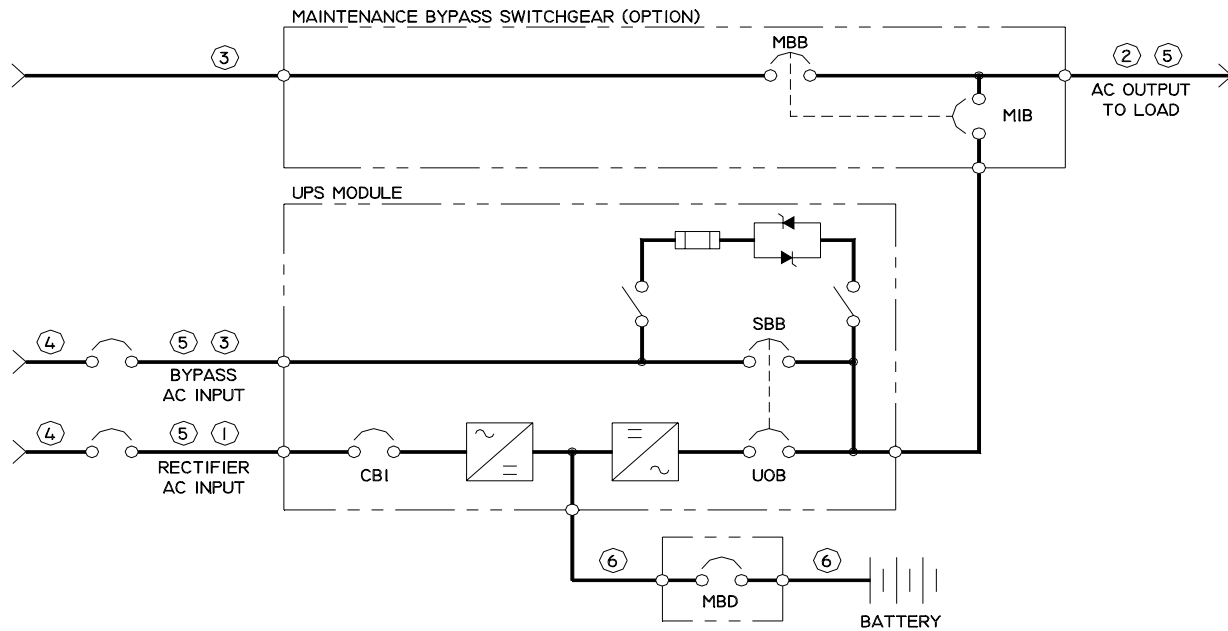 MAINTENANCE BYPASS SWITCHGEAR (OPTION)
3
MBB
2 5
AC OUTPUT
TO LOAD
MIB
UPS MODULE
SBB
4
5 3
BYPASS
AC INPUT
4
5 1
RECTIFIER
AC INPUT
CB1
UOB
6
MBD
6
BATTERY